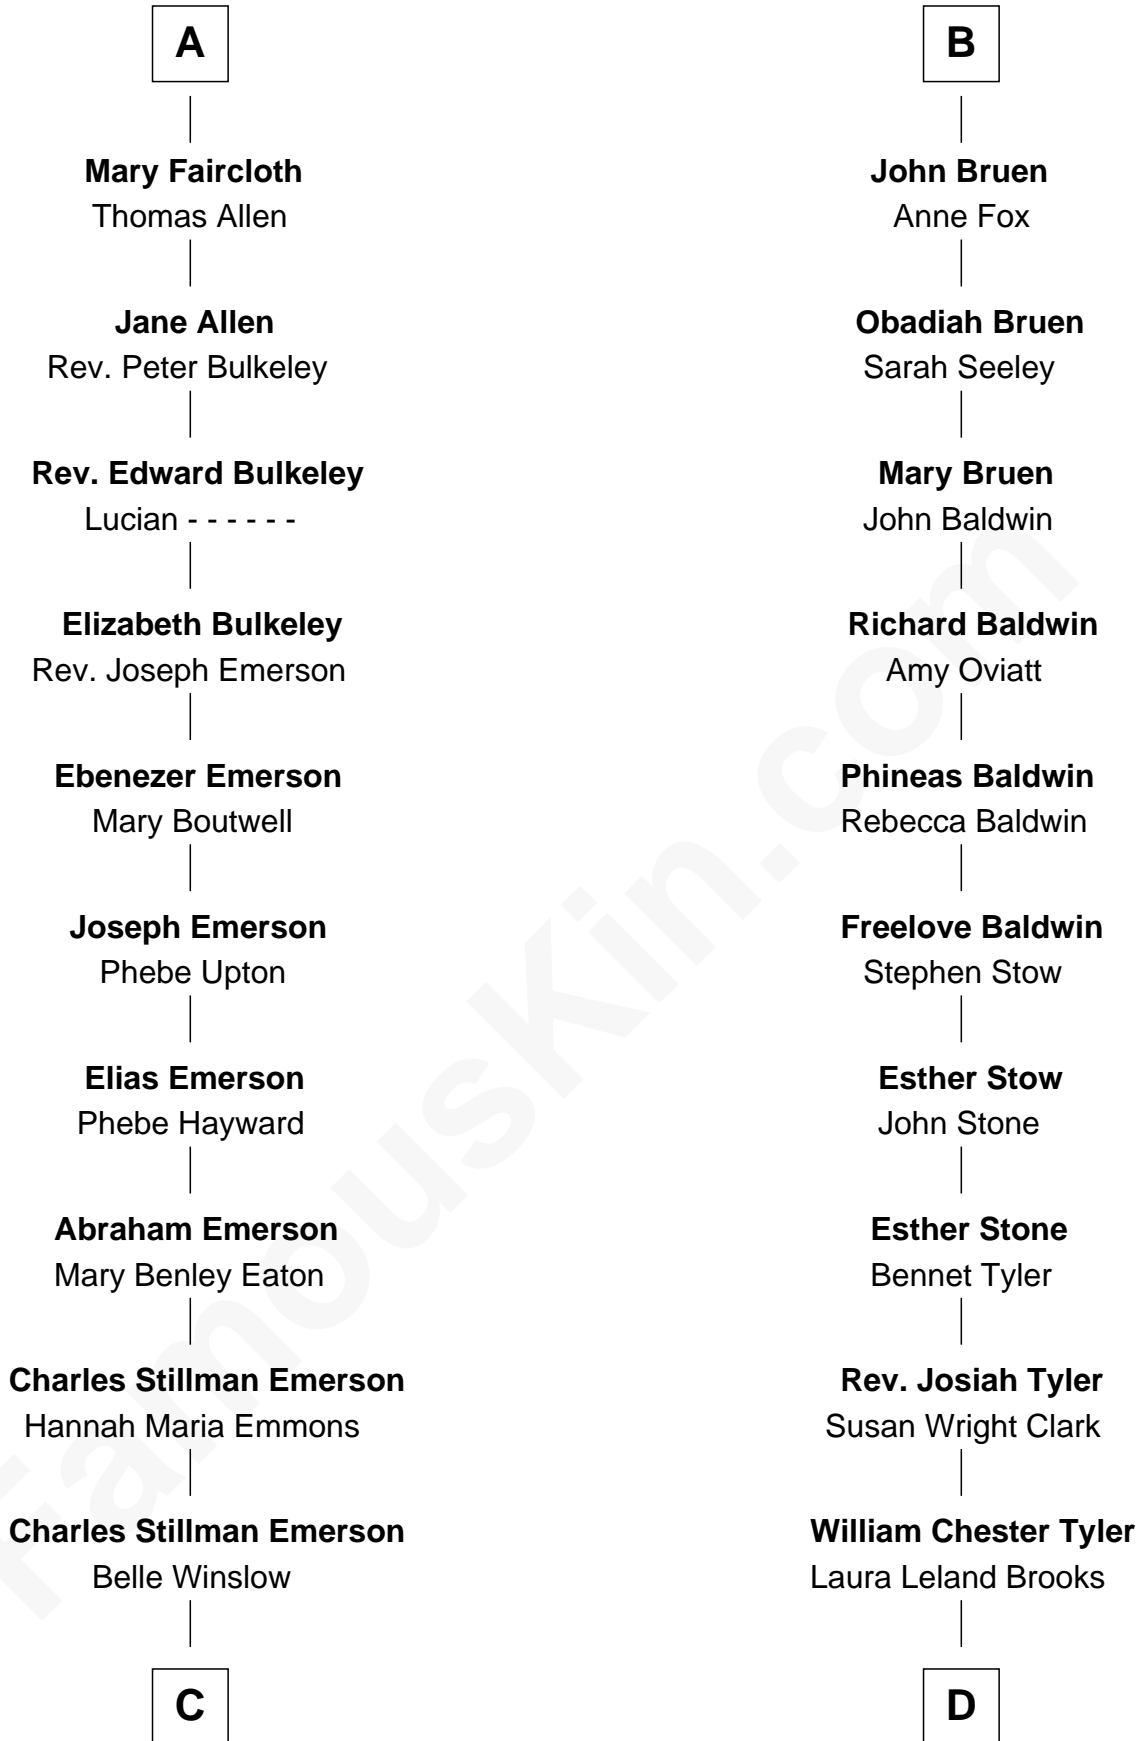 A
Mary Faircloth
Thomas Allen
Jane Allen
Rev. Peter Bulkeley
Rev. Edward Bulkeley
Lucian - - - - - -
Elizabeth Bulkeley
Rev. Joseph Emerson
Ebenezer Emerson
Mary Boutwell
Joseph Emerson
Phebe Upton
Elias Emerson
Phebe Hayward
Abraham Emerson
Mary Benley Eaton
Charles Stillman Emerson
Hannah Maria Emmons
Charles Stillman Emerson
Belle Winslow
C
B
John Bruen
Anne Fox
Obadiah Bruen
Sarah Seeley
Mary Bruen
John Baldwin
Richard Baldwin
Amy Oviatt
Phineas Baldwin
Rebecca Baldwin
Freelove Baldwin
Stephen Stow
Esther Stow
John Stone
Esther Stone
Bennet Tyler
Rev. Josiah Tyler
Susan Wright Clark
William Chester Tyler
Laura Leland Brooks
D
FamousKin.com